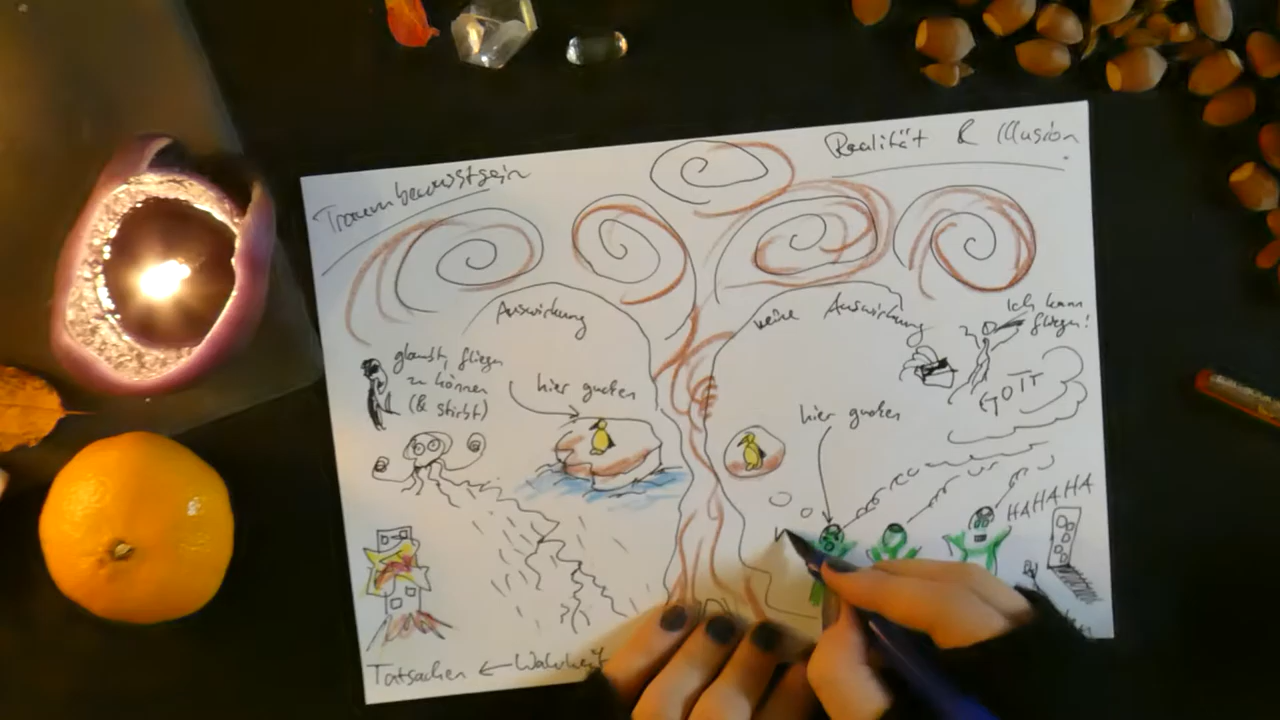 Traumbewusstsein
Realität & Illusion
Auswirkung
keine Auswirkung
Ich kann
fliegen!
glaubt, fliegen
zu können
(& stirbt)
hier gucken
hier gucken
GOTT
HAHAHA
Tatsachen ← Wahrheit